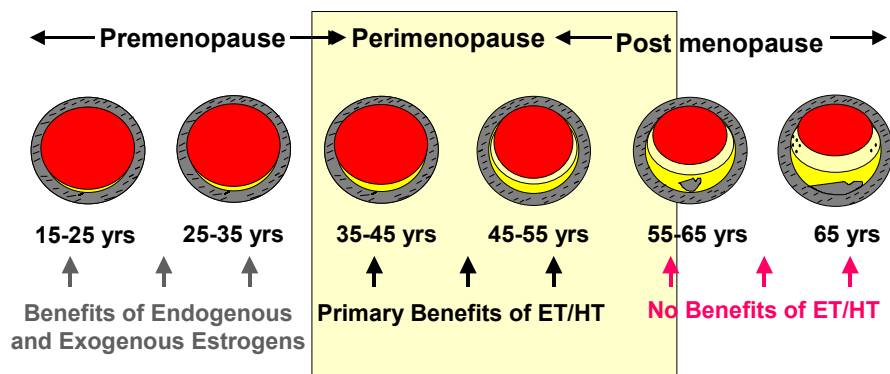 Premenopause Perimenopause Post menopause
15-25 yrs 25-35 yrs 35-45 yrs 45-55 yrs 55-65 yrs 65 yrs
Benefits of Endogenous
and Exogenous Estrogens
Primary Benefits of ET/HT
No Benefits of ET/HT